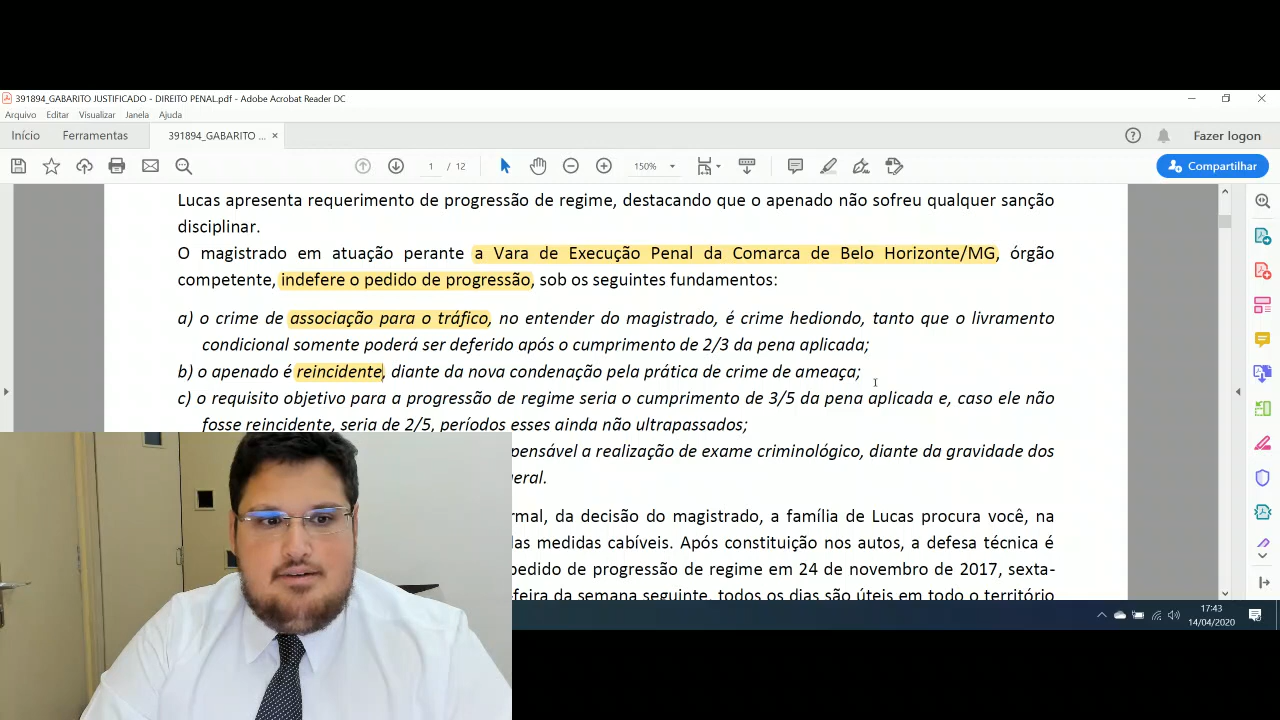 391894_GABARITO JUSTIFICADO - DIREITO PENAL.pdf - Adobe Acrobat Reader DC
Arquivo Editar Visualizar Janela Ajuda
Início Ferramentas 391894_GABARITO ... × Fazer logon
1 / 12 150% Compartilhar
Lucas apresenta requerimento de progressão de regime, destacando que o apenado não sofreu qualquer sanção
disciplinar.
O magistrado em atuação perante a Vara de Execução Penal da Comarca de Belo Horizonte/MG, órgão
competente, indefere o pedido de progressão, sob os seguintes fundamentos:
a) o crime de associação para o tráfico, no entender do magistrado, é crime hediondo, tanto que o livramento
condicional somente poderá ser deferido após o cumprimento de 2/3 da pena aplicada;
b) o apenado é reincidente, diante da nova condenação pela prática de crime de ameaça;
c) o requisito objetivo para a progressão de regime seria o cumprimento de 3/5 da pena aplicada e, caso ele não
fosse reincidente, seria de 2/5, períodos esses ainda não ultrapassados;
pensável a realização de exame criminológico, diante da gravidade dos
eral.
rmal, da decisão do magistrado, a família de Lucas procura você, na
das medidas cabíveis. Após constituição nos autos, a defesa técnica é
pedido de progressão de regime em 24 de novembro de 2017, sexta-
feira da semana seguinte, todos os dias são úteis em todo o território
17:43
14/04/2020